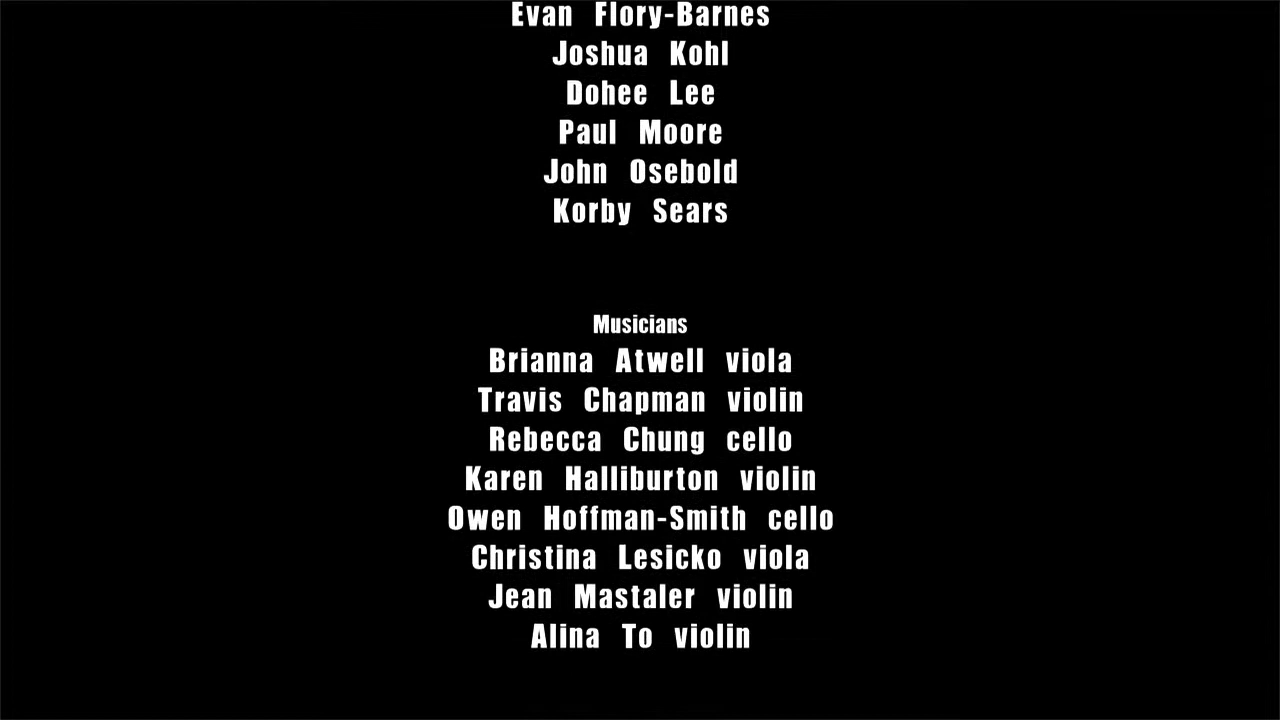 Evan Flory-Barnes
Joshua Kohl
Dohee Lee
Paul Moore
John Osebold
Korby Sears
Musicians
Brianna Atwell viola
Travis Chapman violin
Rebecca Chung cello
Karen Halliburton violin
Owen Hoffman-Smith cello
Christina Lesicko viola
Jean Mastaler violin
Alina To violin